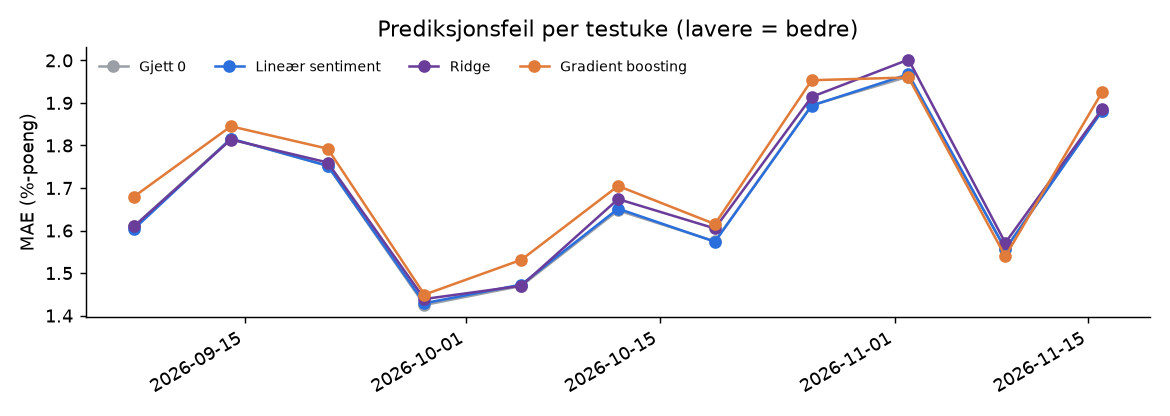 Prediksjonsfeil per testuke (lavere = bedre)
Gjett 0
Lineær sentiment
Ridge
Gradient boosting
MAE (%-poeng)
2.0
1.9
1.8
1.7
1.6
1.5
1.4
2026-09-15
2026-10-01
2026-10-15
2026-11-01
2026-11-15